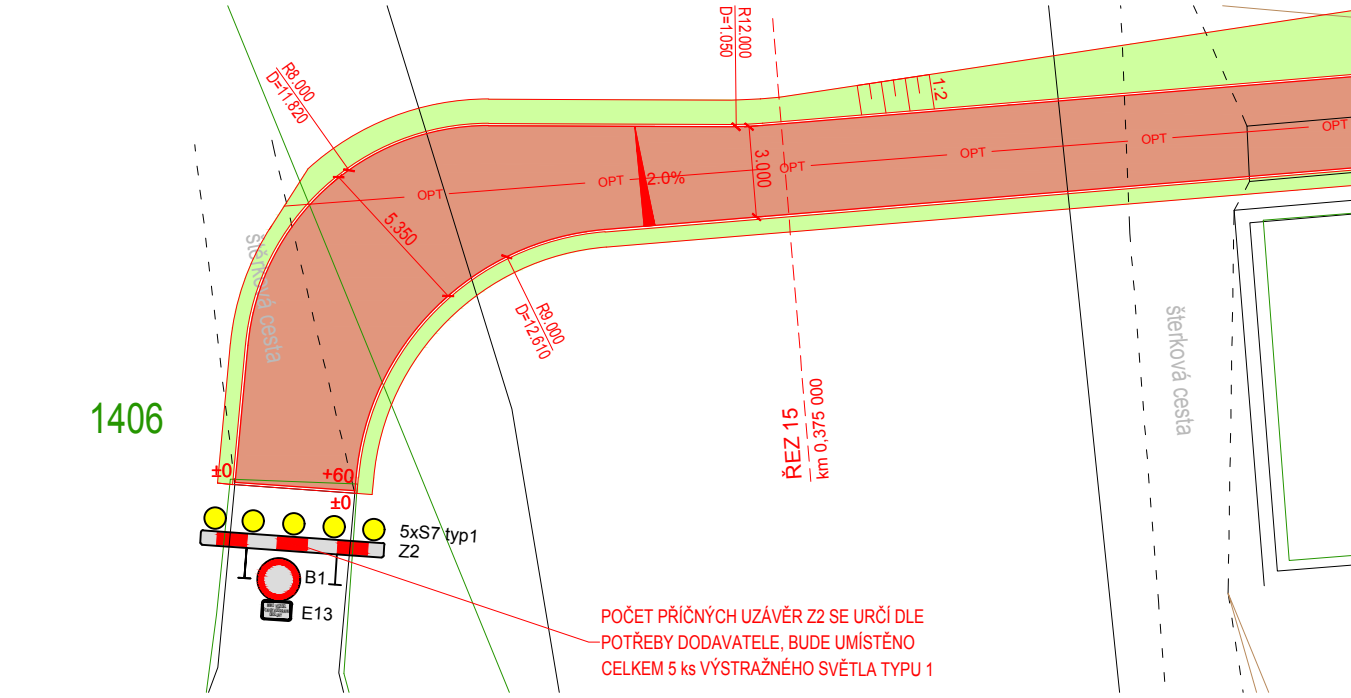 R12.000
D=1.050
R8.000
D=11.820
1:2
OPT
OPT
OPT
OPT
OPT
OPT
2.0%
3.000
5.350
štěrková cesta
R9.000
D=12.610
šterková cesta
ŘEZ 15
km 0,375 000
1406
±0
+60
±0
5xS7 typ1
Z2
B1
E13
POČET PŘÍČNÝCH UZÁVĚR Z2 SE URČÍ DLE
POTŘEBY DODAVATELE, BUDE UMÍSTĚNO
CELKEM 5 ks VÝSTRAŽNÉHO SVĚTLA TYPU 1